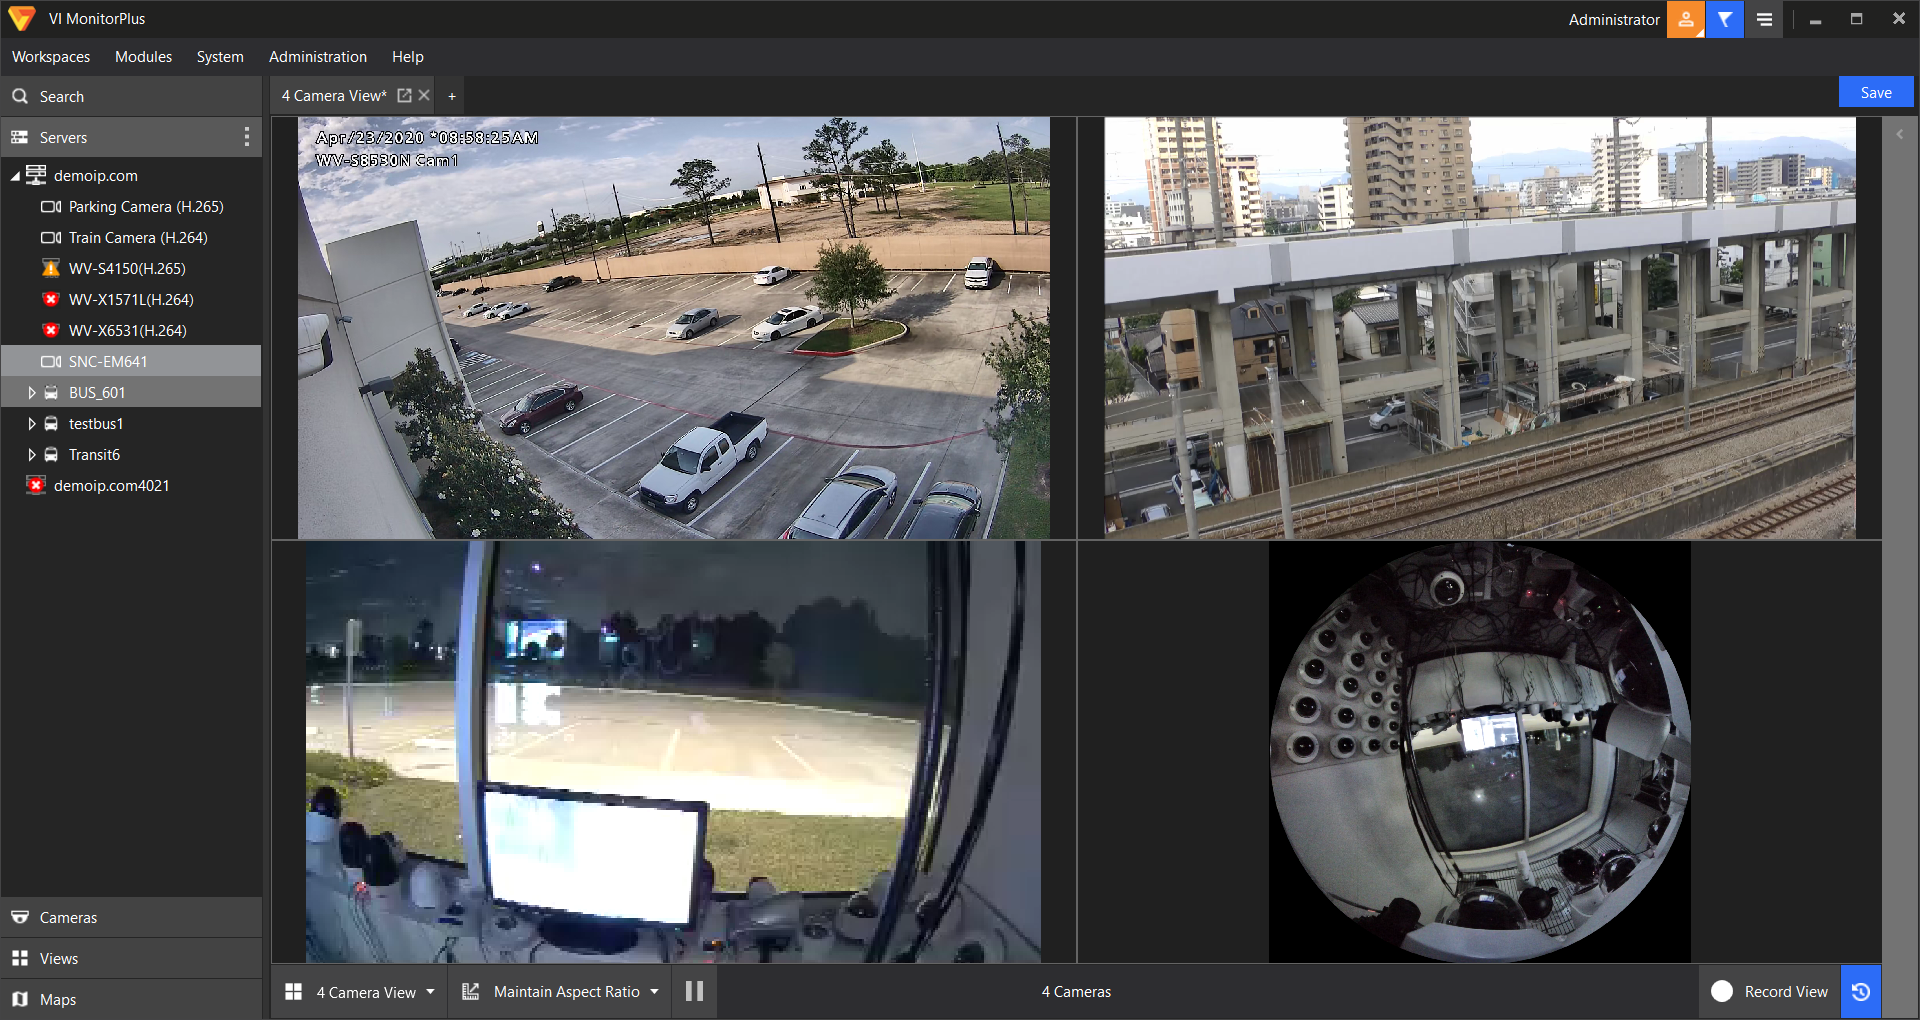 VI MonitorPlus
Administrator
Workspaces Modules System Administration Help
Search
4 Camera View*
+
Save
Servers
demoip.com
Parking Camera (H.265)
Train Camera (H.264)
WV-S4150(H.265)
WV-X1571L(H.264)
WV-X6531(H.264)
SNC-EM641
BUS_601
testbus1
Transit6
demoip.com4021
Apr/23/2020 *08:58:25AM
WV-S8530N Cam1
Cameras
Views
Maps
4 Camera View
Maintain Aspect Ratio
4 Cameras
Record View